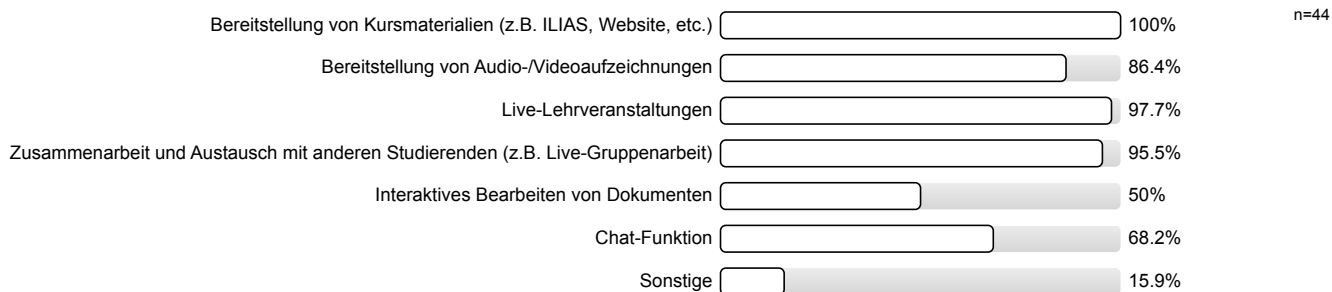 Bereitstellung von Kursmaterialien (z.B. ILIAS, Website, etc.) 100% n=44
Bereitstellung von Audio-/Videoaufzeichnungen 86.4%
Live-Lehrveranstaltungen 97.7%
Zusammenarbeit und Austausch mit anderen Studierenden (z.B. Live-Gruppenarbeit) 95.5%
Interaktives Bearbeiten von Dokumenten 50%
Chat-Funktion 68.2%
Sonstige 15.9%